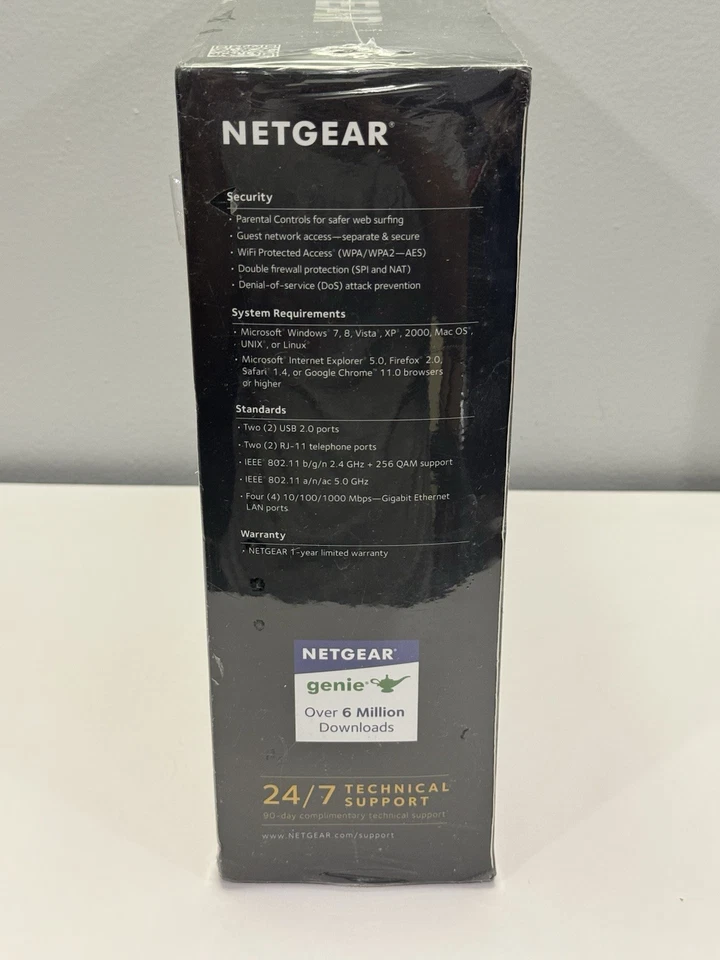 NETGEAR®
Security
• Parental Controls for safer web surfing
• Guest network access—separate & secure
• WiFi Protected Access® (WPA/WPA2—AES)
• Double firewall protection (SPI and NAT)
• Denial-of-service (DoS) attack prevention
System Requirements
• Microsoft® Windows® 7, 8, Vista®, XP®, 2000, Mac OS®,
UNIX®, or Linux®
• Microsoft® Internet Explorer® 5.0, Firefox® 2.0,
Safari® 1.4, or Google Chrome™ 11.0 browsers
or higher
Standards
• Two (2) USB 2.0 ports
• Two (2) RJ-11 telephone ports
• IEEE® 802.11 b/g/n 2.4 GHz + 256 QAM support
• IEEE® 802.11 a/n/ac 5.0 GHz
• Four (4) 10/100/1000 Mbps—Gigabit Ethernet
LAN ports
Warranty
• NETGEAR 1-year limited warranty
NETGEAR®
genie®
Over 6 Million
Downloads
24/7 TECHNICAL
SUPPORT
90-day complimentary technical support
www.NETGEAR.com/support